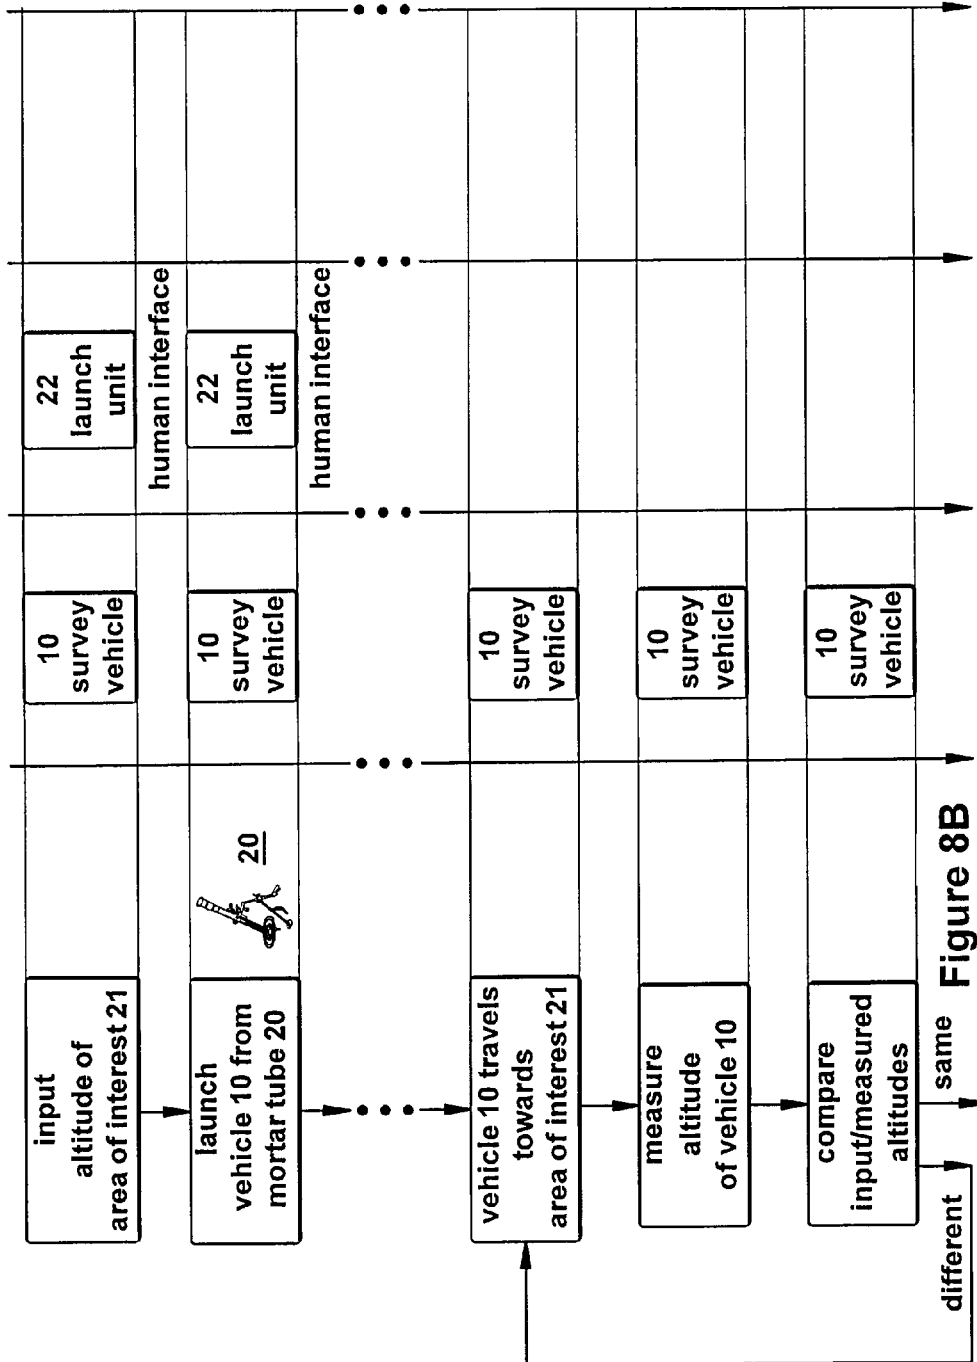 input
altitude of
area of interest 21
10
survey
vehicle
22
launch
unit
human interface
launch
vehicle 10 from
mortar tube 20
20
10
survey
vehicle
22
launch
unit
human interface
vehicle 10 travels
towards
area of interest 21
10
survey
vehicle
measure
altitude
of vehicle 10
10
survey
vehicle
compare
input/measured
altitudes
10
survey
vehicle
different
same
Figure 8B